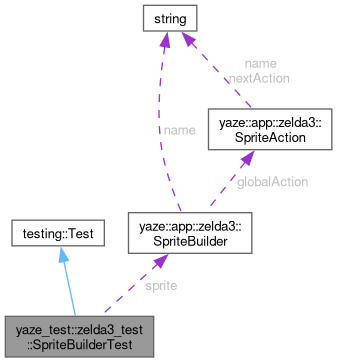 string
name
nextAction
yaze::app::zelda3::
SpriteAction
name
globalAction
yaze::app::zelda3::
SpriteBuilder
testing::Test
sprite
yaze_test::zelda3_test
::SpriteBuilderTest